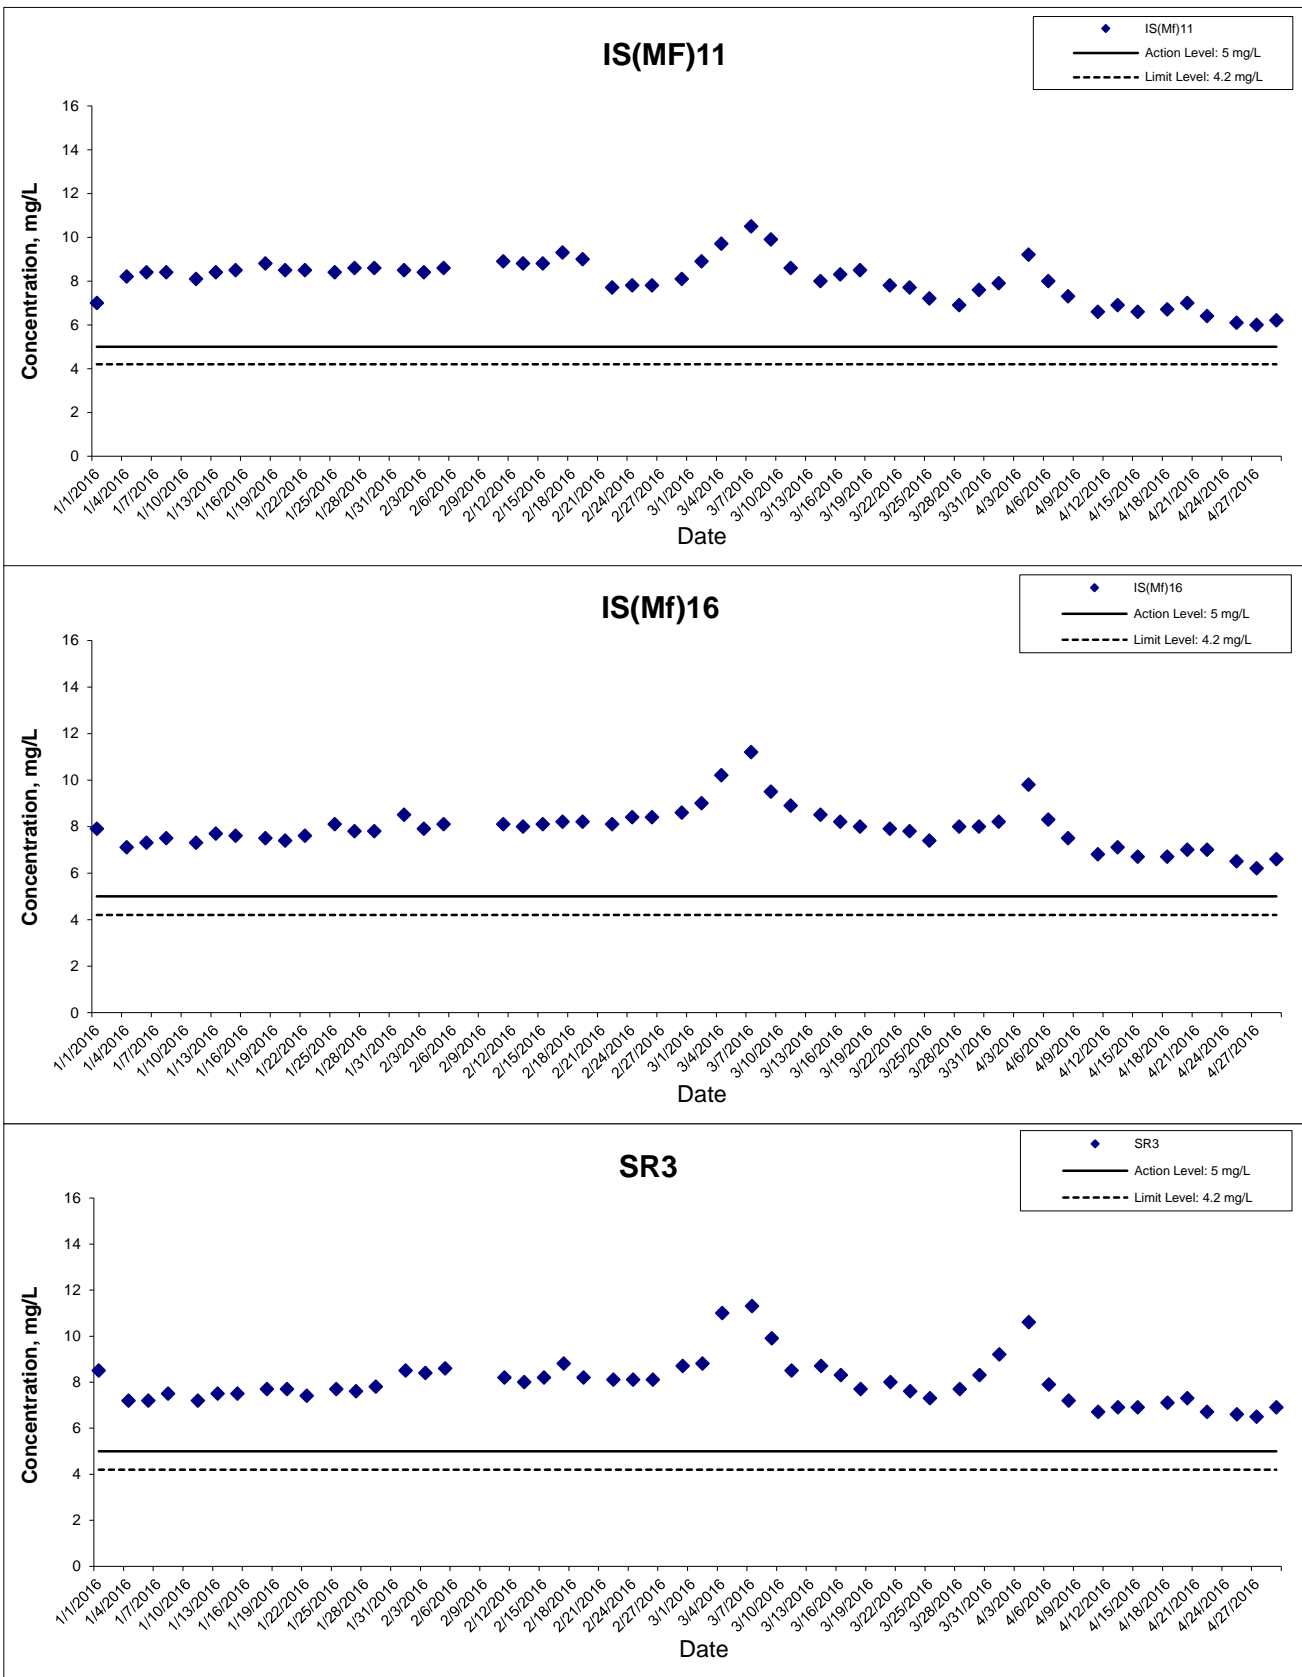 IS(MF)11
IS(Mf)11
Action Level: 5 mg/L
Limit Level: 4.2 mg/L
Concentration, mg/L
16
14
12
10
8
6
4
2
0
1/1/2016 1/4/2016 1/7/2016 1/10/2016 1/13/2016 1/16/2016 1/19/2016 1/22/2016 1/25/2016 1/28/2016 1/31/2016 2/3/2016 2/6/2016 2/9/2016 2/12/2016 2/15/2016 2/18/2016 2/21/2016 2/24/2016 2/27/2016 3/1/2016 3/4/2016 3/7/2016 3/10/2016 3/13/2016 3/16/2016 3/19/2016 3/22/2016 3/25/2016 3/28/2016 3/31/2016 4/3/2016 4/6/2016 4/9/2016 4/12/2016 4/15/2016 4/18/2016 4/21/2016 4/24/2016 4/27/2016
Date
IS(Mf)16
IS(Mf)16
Action Level: 5 mg/L
Limit Level: 4.2 mg/L
Concentration, mg/L
16
14
12
10
8
6
4
2
0
1/1/2016 1/4/2016 1/7/2016 1/10/2016 1/13/2016 1/16/2016 1/19/2016 1/22/2016 1/25/2016 1/28/2016 1/31/2016 2/3/2016 2/6/2016 2/9/2016 2/12/2016 2/15/2016 2/18/2016 2/21/2016 2/24/2016 2/27/2016 3/1/2016 3/4/2016 3/7/2016 3/10/2016 3/13/2016 3/16/2016 3/19/2016 3/22/2016 3/25/2016 3/28/2016 3/31/2016 4/3/2016 4/6/2016 4/9/2016 4/12/2016 4/15/2016 4/18/2016 4/21/2016 4/24/2016 4/27/2016
Date
SR3
SR3
Action Level: 5 mg/L
Limit Level: 4.2 mg/L
Concentration, mg/L
16
14
12
10
8
6
4
2
0
1/1/2016 1/4/2016 1/7/2016 1/10/2016 1/13/2016 1/16/2016 1/19/2016 1/22/2016 1/25/2016 1/28/2016 1/31/2016 2/3/2016 2/6/2016 2/9/2016 2/12/2016 2/15/2016 2/18/2016 2/21/2016 2/24/2016 2/27/2016 3/1/2016 3/4/2016 3/7/2016 3/10/2016 3/13/2016 3/16/2016 3/19/2016 3/22/2016 3/25/2016 3/28/2016 3/31/2016 4/3/2016 4/6/2016 4/9/2016 4/12/2016 4/15/2016 4/18/2016 4/21/2016 4/24/2016 4/27/2016
Date